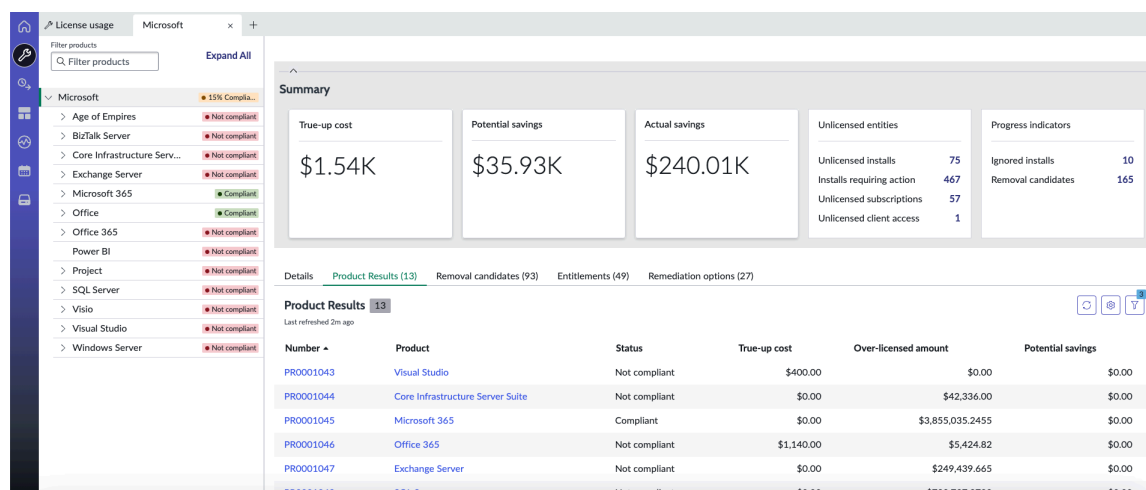 License usage
Microsoft
Filter products
Filter products
Expand All
Microsoft 15% Complia...
Age of Empires Not compliant
BizTalk Server Not compliant
Core Infrastructure Serv... Not compliant
Exchange Server Not compliant
Microsoft 365 Compliant
Office Compliant
Office 365 Not compliant
Power BI Not compliant
Project Not compliant
SQL Server Not compliant
Visio Not compliant
Visual Studio Not compliant
Windows Server Not compliant
Summary
True-up cost
$1.54K
Potential savings
$35.93K
Actual savings
$240.01K
Unlicensed entities
Unlicensed installs 75
Installs requiring action 467
Unlicensed subscriptions 57
Unlicensed client access 1
Progress indicators
Ignored installs 10
Removal candidates 165
Details Product Results (13) Removal candidates (93) Entitlements (49) Remediation options (27)
Product Results 13
3
Last refreshed 2m ago
Number Product Status True-up cost Over-licensed amount Potential savings
PR0001043 Visual Studio Not compliant $400.00 $0.00 $0.00
PR0001044 Core Infrastructure Server Suite Not compliant $0.00 $42,336.00 $0.00
PR0001045 Microsoft 365 Compliant $0.00 $3,855,035.2455 $0.00
PR0001046 Office 365 Not compliant $1,140.00 $5,424.82 $0.00
PR0001047 Exchange Server Not compliant $0.00 $249,439.665 $0.00